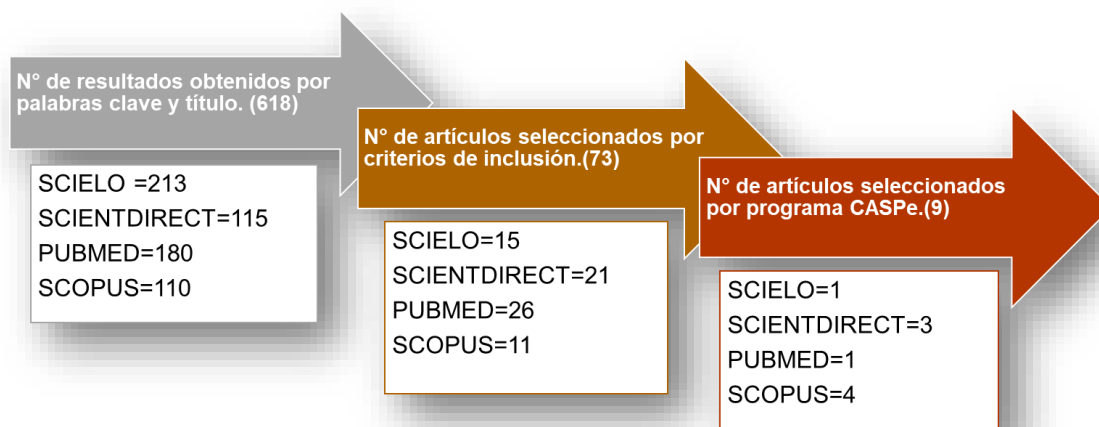 N° de resultados obtenidos por
palabras clave y título. (618)
SCIELO =213
SCIENTDIRECT=115
PUBMED=180
SCOPUS=110
N° de artículos seleccionados por
criterios de inclusión.(73)
SCIELO=15
SCIENTDIRECT=21
PUBMED=26
SCOPUS=11
N° de artículos seleccionados
por programa CASPe.(9)
SCIELO=1
SCIENTDIRECT=3
PUBMED=1
SCOPUS=4